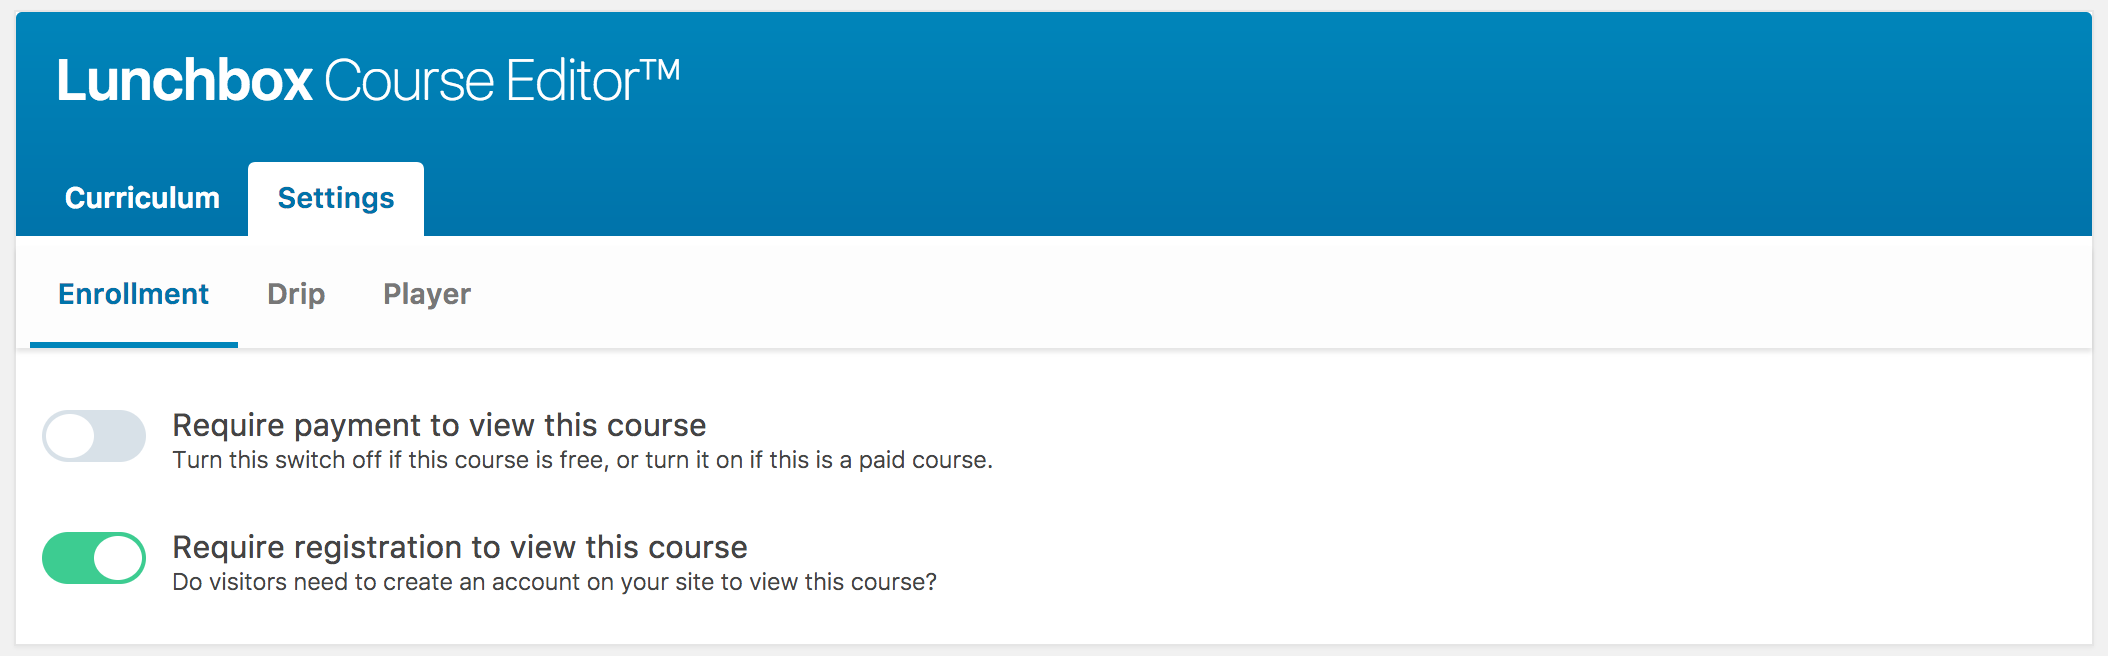 Lunchbox Course Editor™
Curriculum Settings
Enrollment Drip Player
Require payment to view this course
Turn this switch off if this course is free, or turn it on if this is a paid course.
Require registration to view this course
Do visitors need to create an account on your site to view this course?